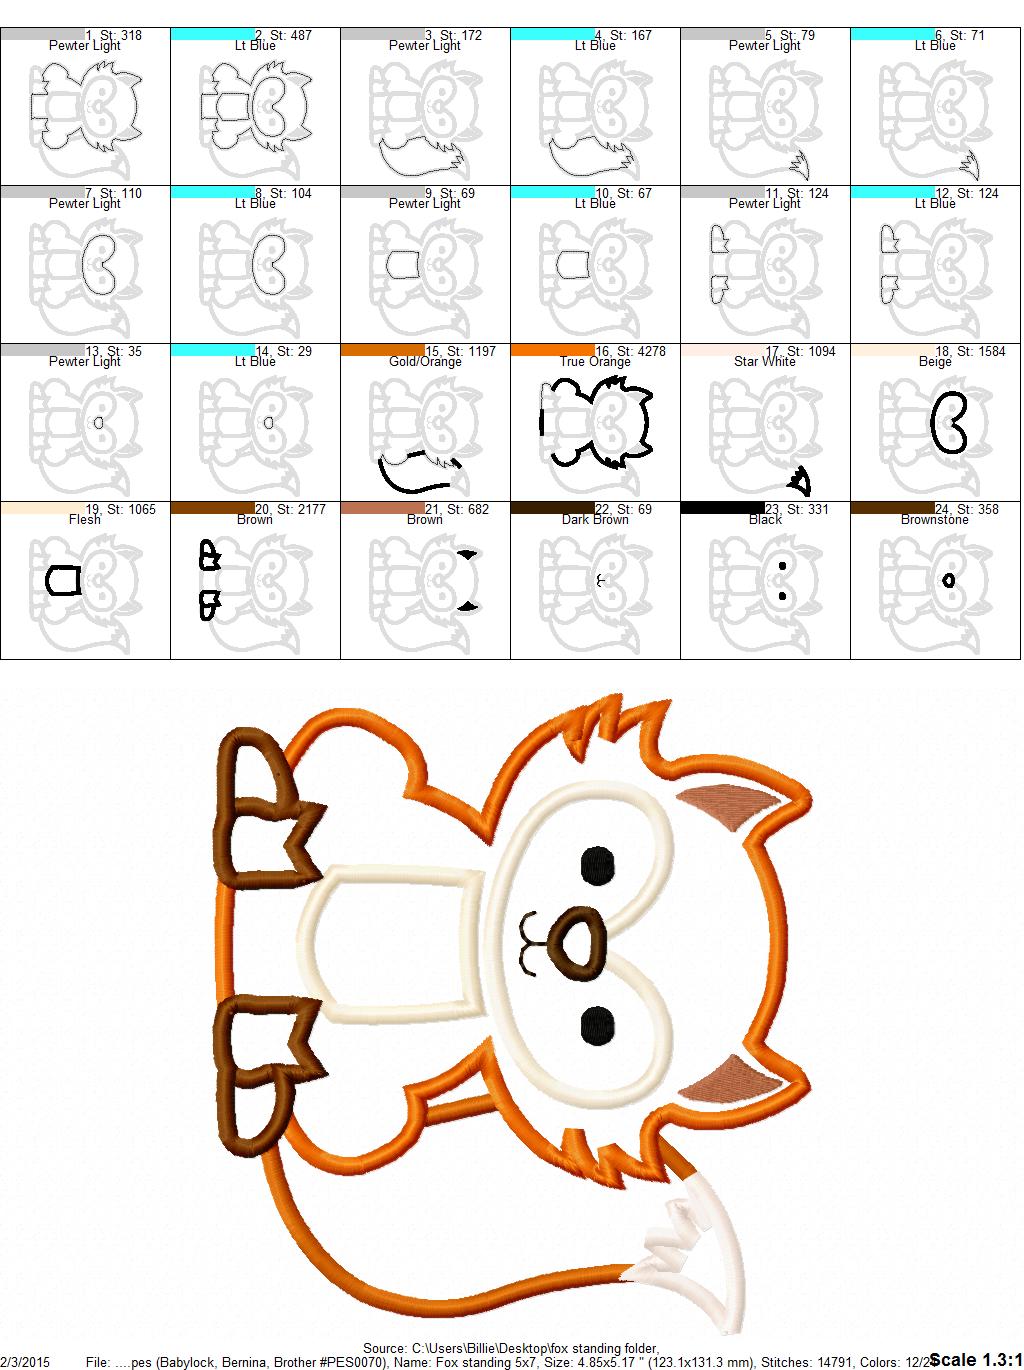 1, St: 318
Pewter Light
2, St: 487
Lt Blue
3, St: 172
Pewter Light
4, St: 167
Lt Blue
5, St: 79
Pewter Light
6, St: 71
Lt Blue
7, St: 110
Pewter Light
8, St: 104
Lt Blue
9, St: 69
Pewter Light
10, St: 67
Lt Blue
11, St: 124
Pewter Light
12, St: 124
Lt Blue
13, St: 35
Pewter Light
14, St: 29
Lt Blue
15, St: 1197
Gold/Orange
16, St: 4278
True Orange
17, St: 1094
Star White
18, St: 1584
Beige
19, St: 1065
Flesh
20, St: 2177
Brown
21, St: 682
Brown
22, St: 69
Dark Brown
23, St: 331
Black
24, St: 358
Brownstone
Source: C:\Users\Billie\Desktop\fox standing folder,
2/3/2015 File: ....pes (Babylock, Bernina, Brother #PES0070), Name: Fox standing 5x7, Size: 4.85x5.17 " (123.1x131.3 mm), Stitches: 14791, Colors: 12/2 Scale 1.3:1